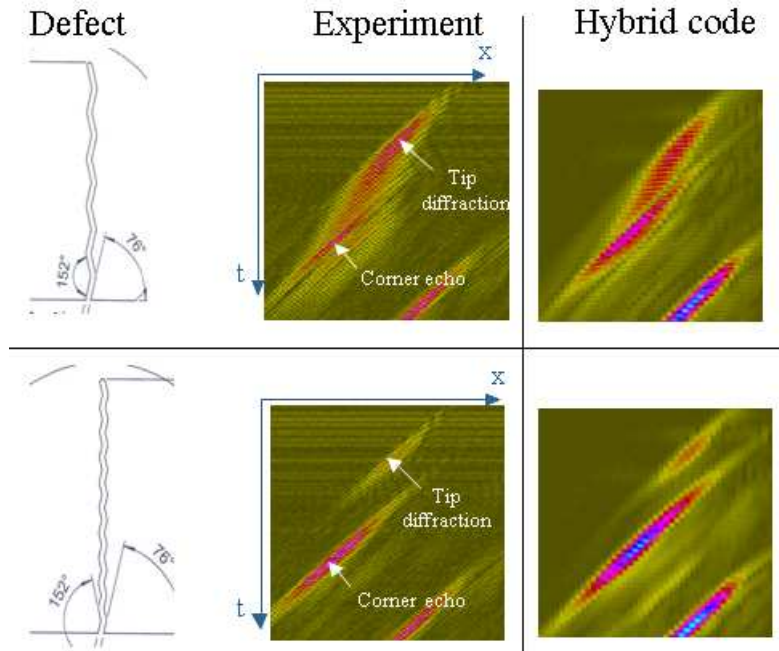 Defect Experiment Hybrid code
x
Tip
diffraction
76°
152°
Corner echo
t
x
Tip
diffraction
76°
152°
Corner echo
t